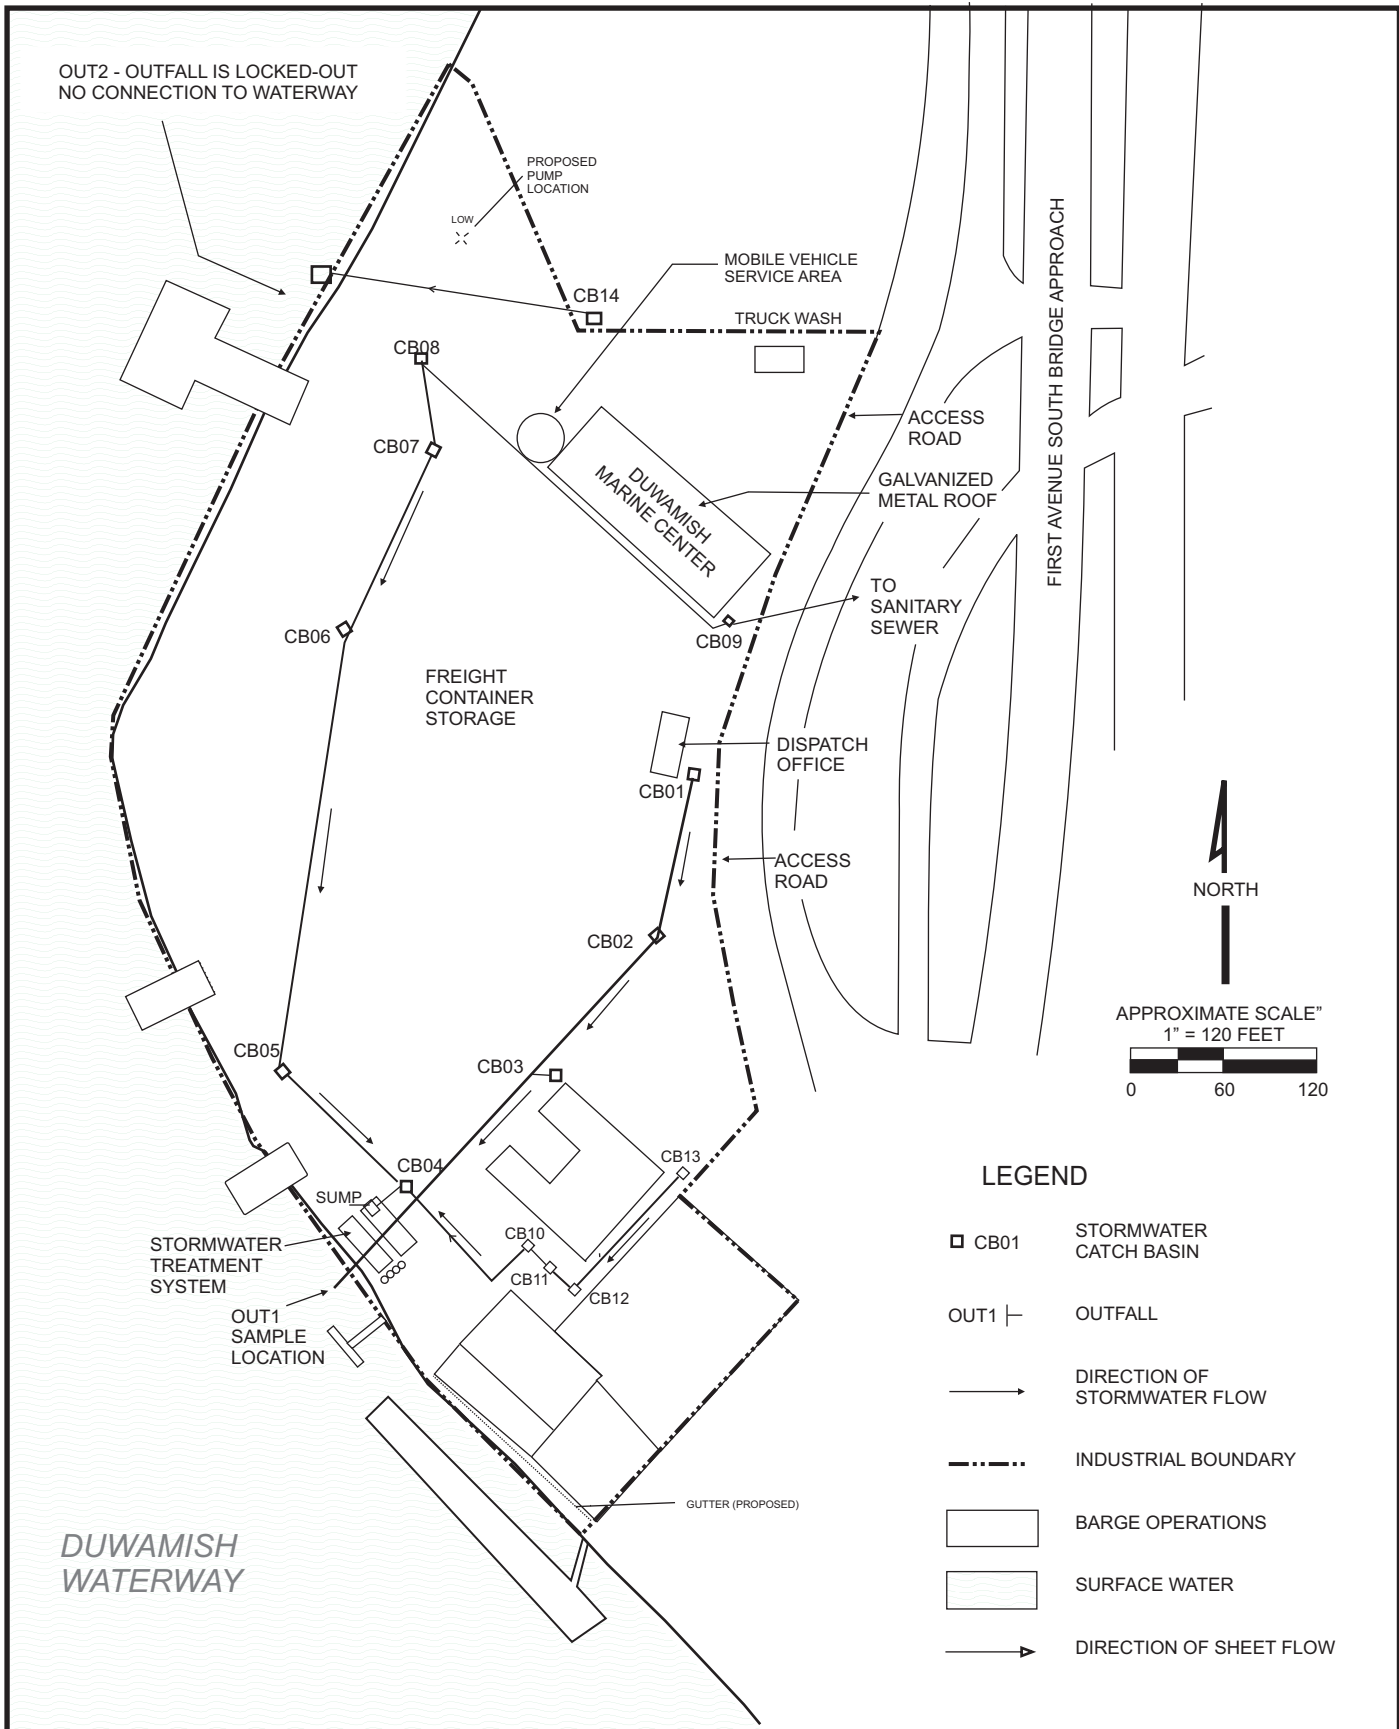 OUT2 - OUTFALL IS LOCKED-OUT
NO CONNECTION TO WATERWAY
PROPOSED
PUMP
LOCATION
LOW
MOBILE VEHICLE
SERVICE AREA
CB14
TRUCK WASH
CB08
FIRST AVENUE SOUTH BRIDGE APPROACH
ACCESS
ROAD
CB07
DUWAMISH
MARINE CENTER
GALVANIZED
METAL ROOF
TO
SANITARY
SEWER
CB06
CB09
FREIGHT
CONTAINER
STORAGE
DISPATCH
OFFICE
CB01
ACCESS
ROAD
NORTH
CB02
APPROXIMATE SCALE”
1" = 120 FEET
0
60
120
CB05
CB03
CB04
CB13
SUMP
CB10
CB11
CB12
STORMWATER
TREATMENT
SYSTEM
OUT1
SAMPLE
LOCATION
GUTTER (PROPOSED)
DUWAMISH
WATERWAY
LEGEND
CB01
STORMWATER
CATCH BASIN
OUT1
OUTFALL
DIRECTION OF
STORMWATER FLOW
INDUSTRIAL BOUNDARY
BARGE OPERATIONS
SURFACE WATER
DIRECTION OF SHEET FLOW